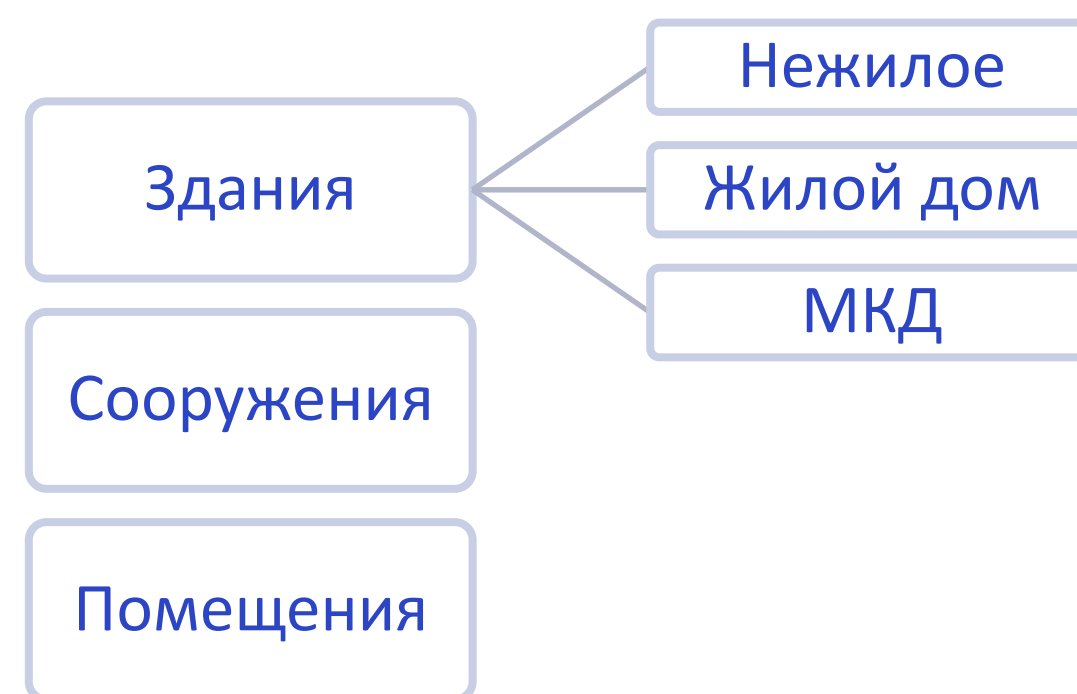 Здания
Нежилое
Жилой дом
МКД
Сооружения
Помещения